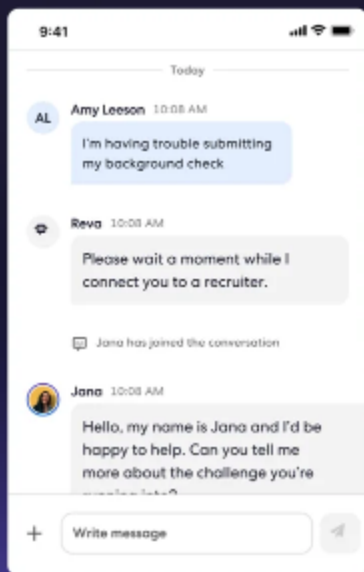 9:41
Today
AL
Amy Leeson 10:08 AM
I'm having trouble submitting
my background check
Reva 10:08 AM
Please wait a moment while I
connect you to a recruiter.
Jana has joined the conversation
Jana 10:08 AM
Hello, my name is Jana and I'd be
happy to help. Can you tell me
more about the challenge you're
running into?
Write message